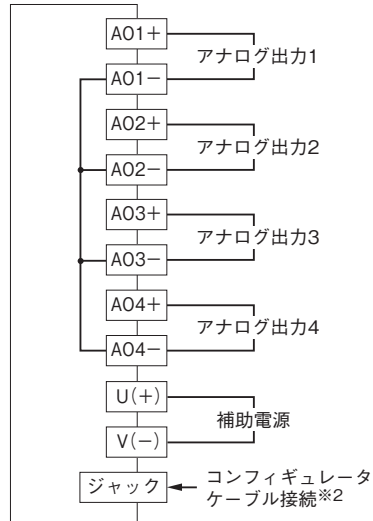 AO1+
アナログ出力1
AO1−
AO2+
アナログ出力2
AO2−
AO3+
アナログ出力3
AO3−
AO4+
アナログ出力4
AO4−
U(+)
補助電源
V(−)
ジャック
コンフィギュレータ
ケーブル接続※2